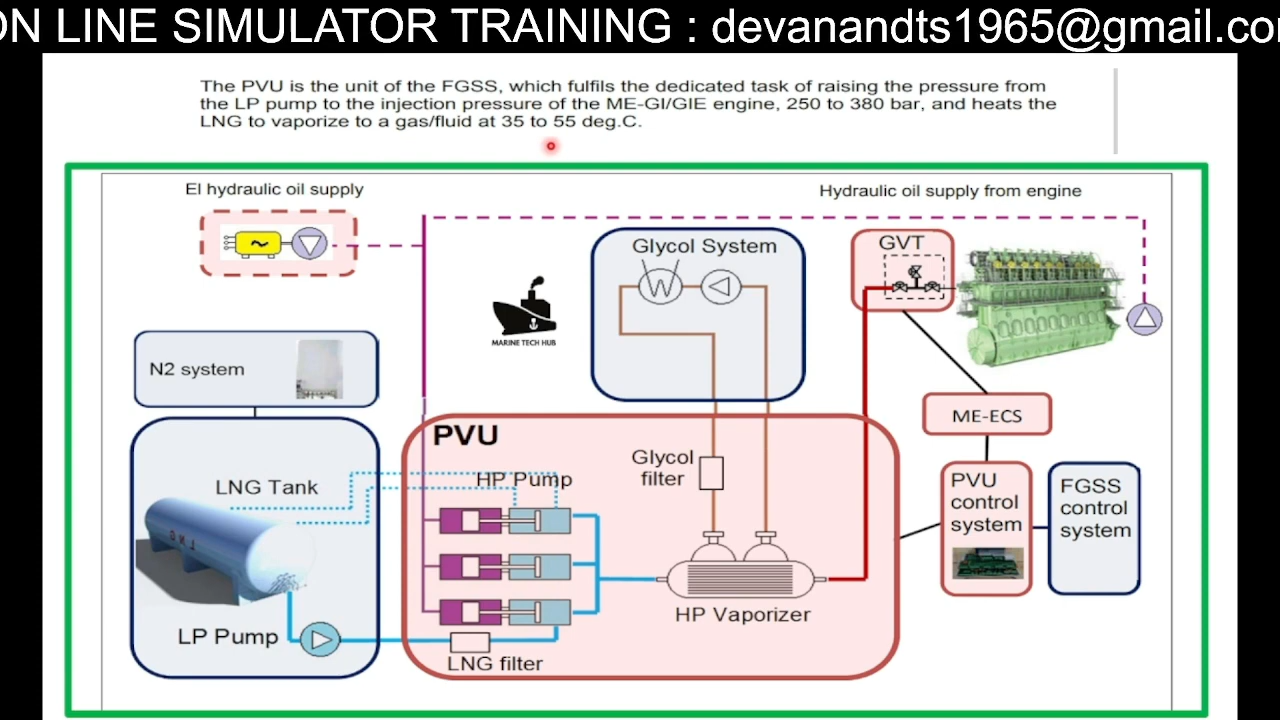 ON LINE SIMULATOR TRAINING : devanandts1965@gmail.co
The PVU is the unit of the FGSS, which fulfils the dedicated task of raising the pressure from
the LP pump to the injection pressure of the ME-GI/GIE engine, 250 to 380 bar, and heats the
LNG to vaporize to a gas/fluid at 35 to 55 deg.C.
El hydraulic oil supply
Hydraulic oil supply from engine
Glycol System
GVT
W
MARINE TECH HUB
N2 system
ME-ECS
PVU
Glycol
filter
HP Pump
LNG Tank
PVU
control
system
FGSS
control
system
LNG
HP Vaporizer
LP Pump
LNG filter